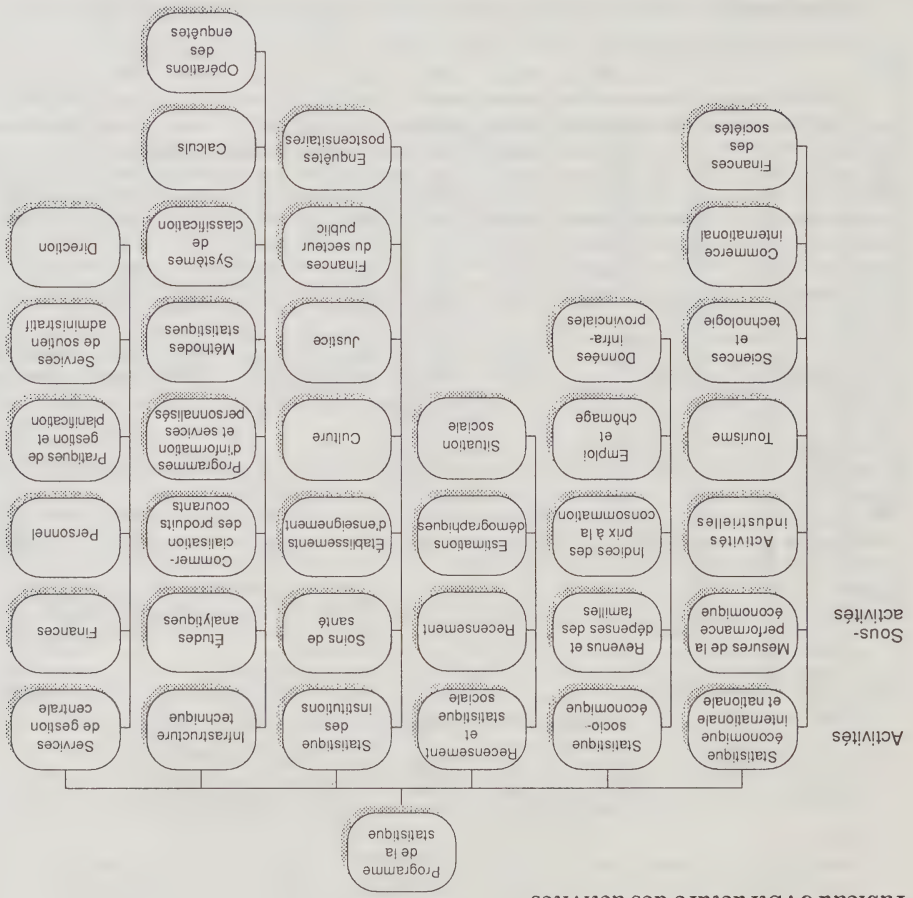 Tableau
des activités
Programme
de la
statistique
Activités
Statistique
économique
internationale
et nationale
Statistique
socio-
économique
Recensement
et
statistique
sociale
Statistique
des
institutions
Infrastructure
technique
Services
de gestion
centrale
Sous-
activités
Mesures de la
performance
économique
Revenus et
dépenses des
familles
Recensement
Soins de
santé
Études
analytiques
Finances
Activités
industrielles
Indices des
prix à la
consommation
Estimations
démographiques
Établissements
d'enseignement
Commer-
cialisation
des produits
courants
Personnel
Tourisme
Emploi
et
chômage
Situation
sociale
Culture
Programmes
d'information
et services
personnalisés
Pratiques de
gestion et
planification
Sciences
et
technologie
Données
infra-
provinciales
Justice
Méthodes
statistiques
Services
de soutien
administratif
Commerce
international
Finances
du secteur
public
Systèmes
de
classification
Direction
Finances
des
sociétés
Enquêtes
postcensitaires
Calculs
Opérations
des
enquêtes